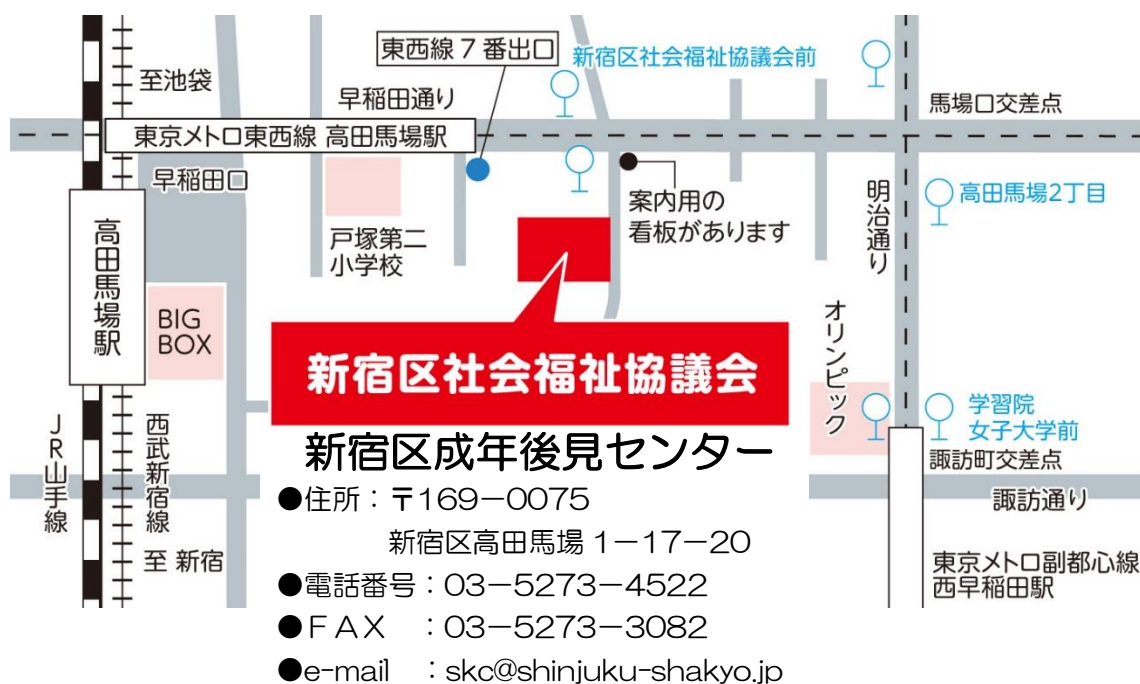 東西線7番出口
新宿区社会福祉協議会前
至池袋
早稲田通り
馬場口交差点
東京メトロ東西線 高田馬場駅
早稲田口
案内用の
看板があります
明治通り
高田馬場2丁目
戸塚第二
小学校
高田馬場駅
BIG
BOX
オリンピック
新宿区社会福祉協議会
学習院
女子大学前
JR山手線
西武新宿線
新宿区成年後見センター
諏訪町交差点
諏訪通り
●住所：〒169－0075
新宿区高田馬場 1－17－20
至 新宿
東京メトロ副都心線
西早稲田駅
●電話番号：03－5273－4522
●ＦＡＸ　：03－5273－3082
●e-mail　：skc@shinjuku-shakyo.jp